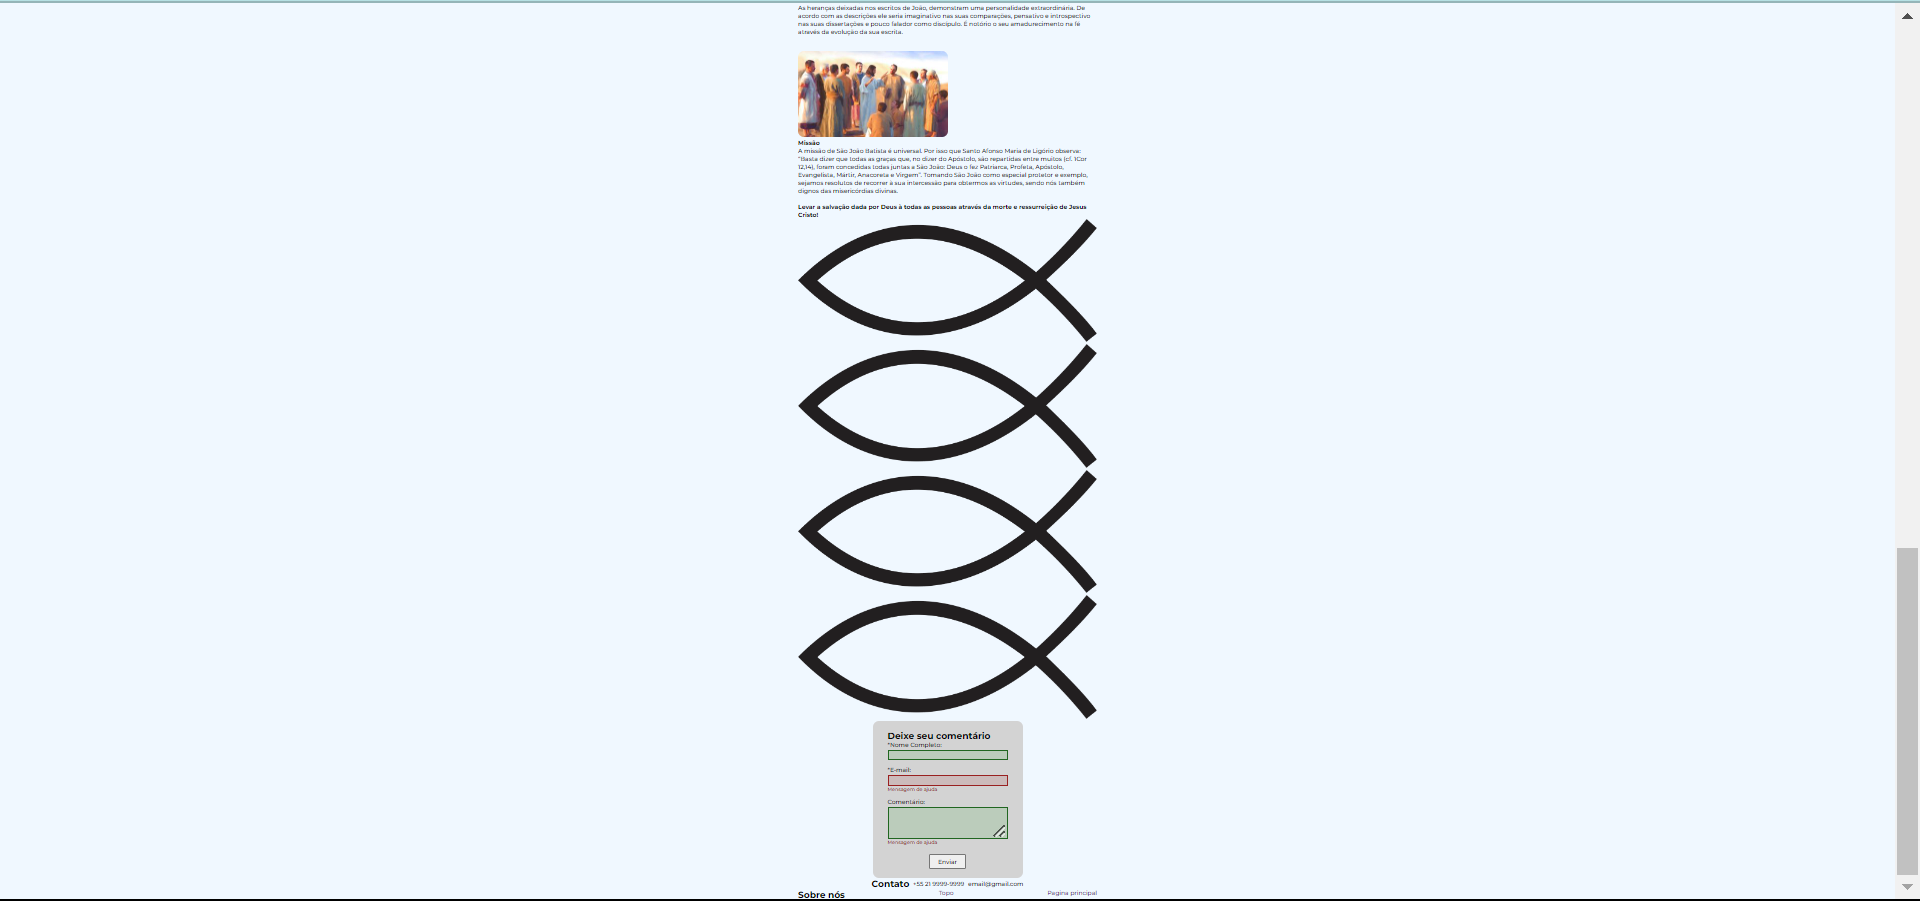 As heranças deixadas nos escritos de João, demonstram uma personalidade extraordinária. De
acordo com as descrições ele seria imaginativo nas suas comparações, pensativo e introspectivo
nas suas dissertações e pouco falador como discípulo. É notório o seu amadurecimento na fé
através da evolução da sua escrita.
Missão
A missão de São João Batista é universal. Por isso que Santo Afonso Maria de Ligório observa:
"Basta dizer que todas as graças que, no dizer do Apóstolo, são repartidas entre muitos (cf. 1Cor
12,14), foram concedidas todas juntas a São João: Deus o fez Patriarca, Profeta, Apóstolo,
Evangelista, Mártir, Anacoreta e Virgem". Tomando São João como especial protetor e exemplo,
sejamos resolutos de recorrer à sua intercessão para obtermos as virtudes, sendo nós também
dignos das misericórdias divinas.
Levar a salvação dada por Deus à todas as pessoas através da morte e ressurreição de Jesus
Cristo!
Deixe seu comentário
*Nome Completo:
*E-mail:
Mensagem de ajuda
Comentário:
Mensagem de ajuda
Enviar
Contato +55 21 9999-9999 email@gmail.com
Sobre nós Topo Pagina principal